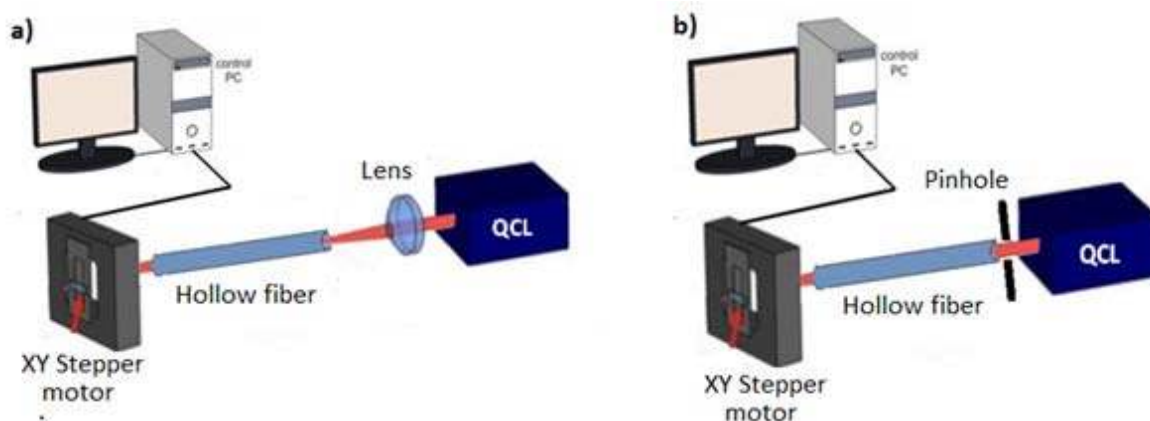 a)
control
PC
Lens
QCL
Hollow fiber
XY Stepper
motor
b)
control
PC
Pinhole
QCL
Hollow fiber
XY Stepper
motor